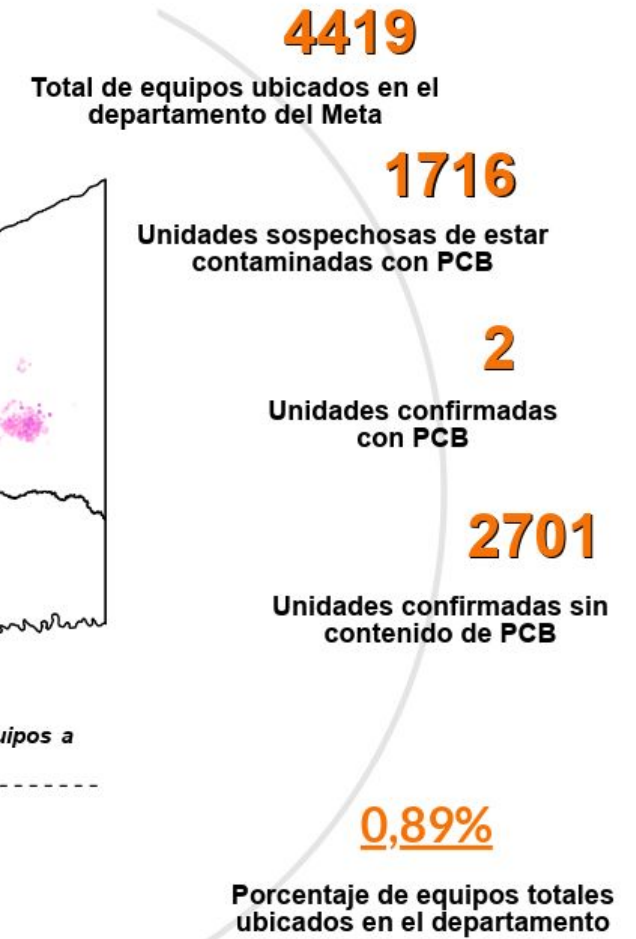 4419
Total de equipos ubicados en el
departamento del Meta
1716
Unidades sospechosas de estar
contaminadas con PCB
2
Unidades confirmadas
con PCB
2701
Unidades confirmadas sin
contenido de PCB
a
0,89%
Porcentaje de equipos totales
ubicados en el departamento